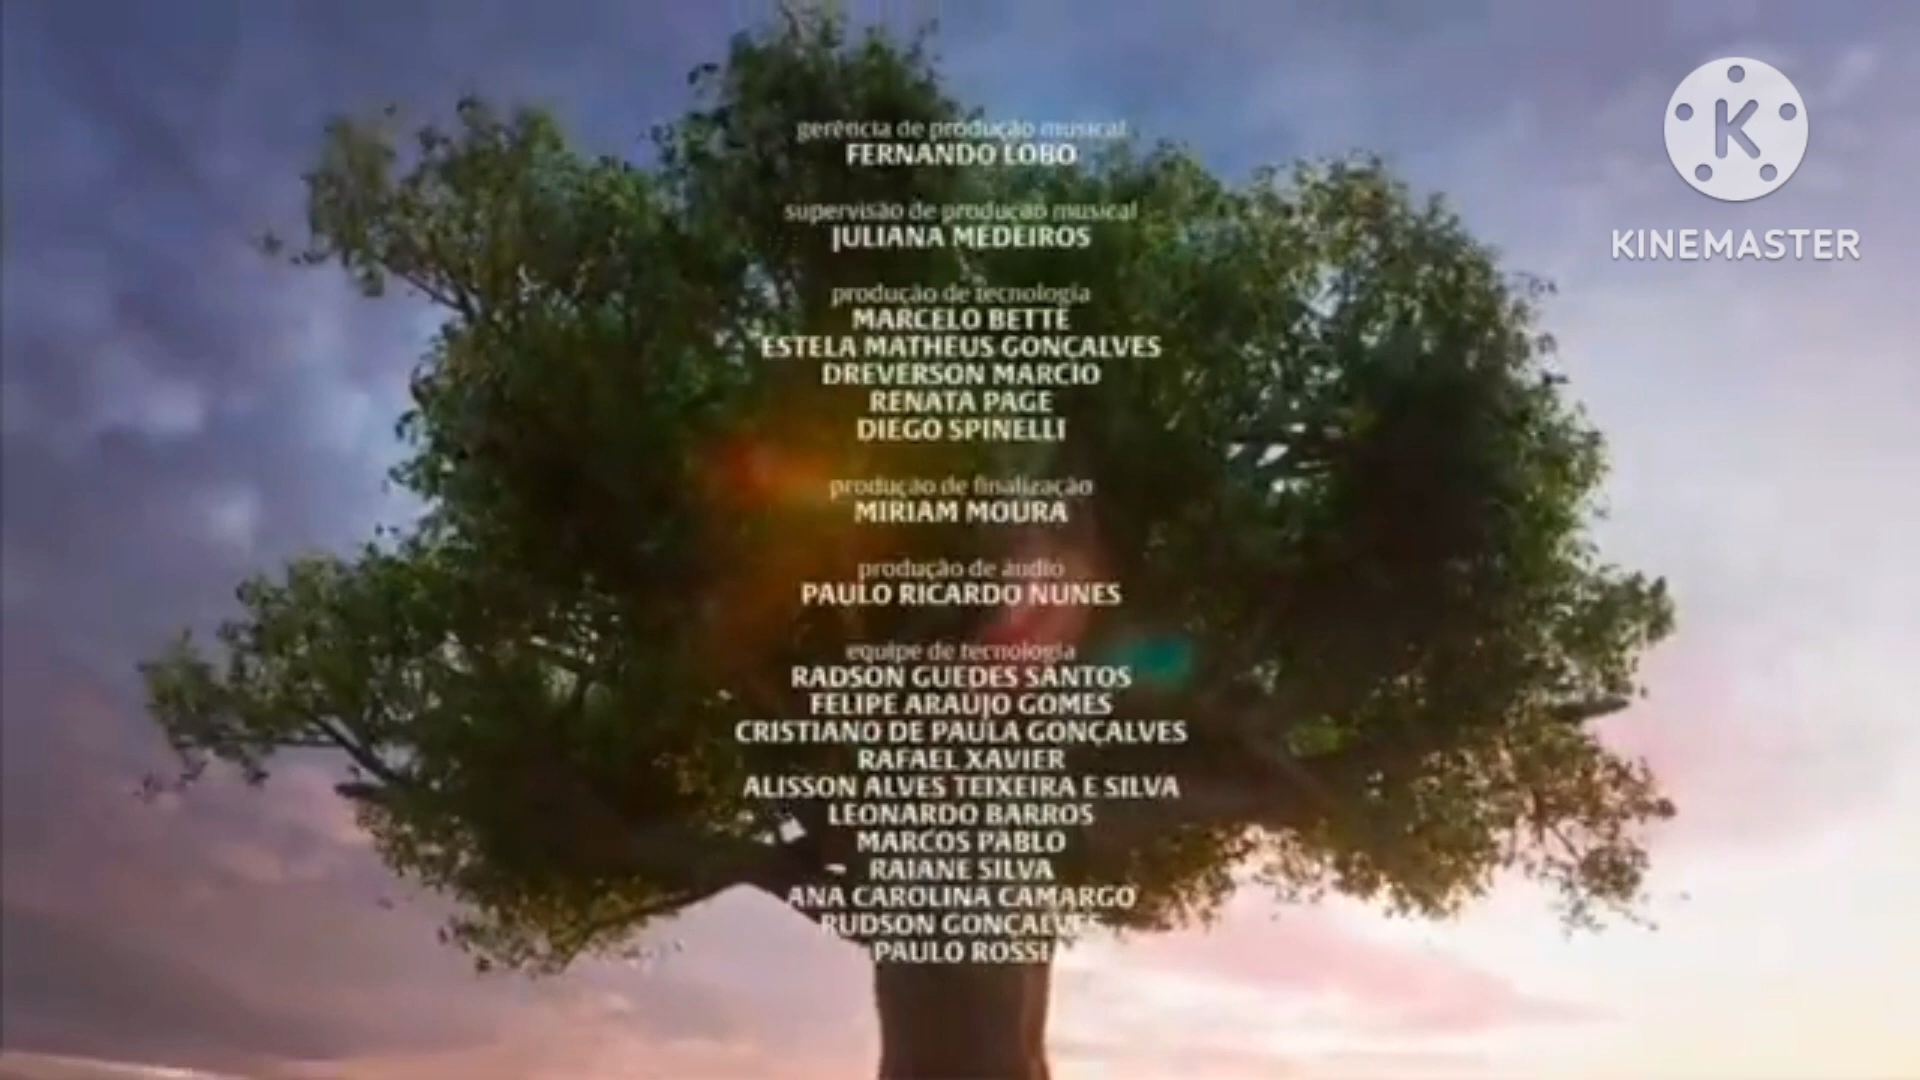 gerência de produção musical
FERNANDO LOBO
supervisão de produção musical
JULIANA MEDEIROS
produção de tecnologia
MARCELO BETTE
ESTELA MATHEUS GONÇALVES
DREVERSON MARCIO
RENATA PAGE
DIEGO SPINELLI
produção de finalização
MIRIAM MOURA
produção de áudio
PAULO RICARDO NUNES
equipe de tecnologia
RADSON GUEDES SANTOS
FELIPE ARAÚJO GOMES
CRISTIANO DE PAULA GONÇALVES
RAFAEL XAVIER
ALISSON ALVES TEIXEIRA E SILVA
LEONARDO BARROS
MARCOS PABLO
RAIANE SILVA
ANA CAROLINA CAMARGO
RUDSON GONÇALVES
PAULO ROSSI
K
KINEMASTER